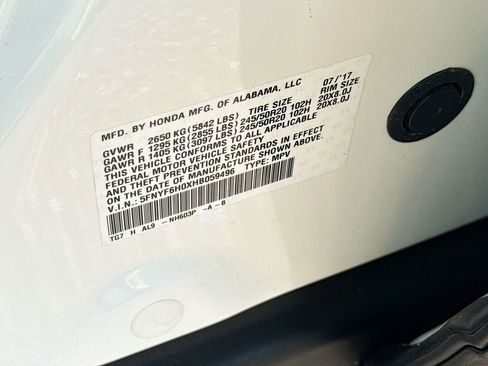 MFD. BY HONDA MFG. OF ALABAMA, LLC 07/'17
GVWR 2650 KG (5842 LBS) TIRE SIZE RIM SIZE
GAWR F 1295 KG (2855 LBS) 245/50R20 102H 20X8.0J
GAWR R 1405 KG (3097 LBS) 245/50R20 102H 20X8.0J
THIS VEHICLE CONFORMS TO ALL APPLICABLE
FEDERAL MOTOR VEHICLE SAFETY
AND THEFT PREVENTION STANDARDS IN EFFECT
ON THE DATE OF MANUFACTURE SHOWN ABOVE.
V.I.N.: 5FNYF6H0XHB059496 TYPE: MPV
TG7 H AL9 - NH603P -A - B